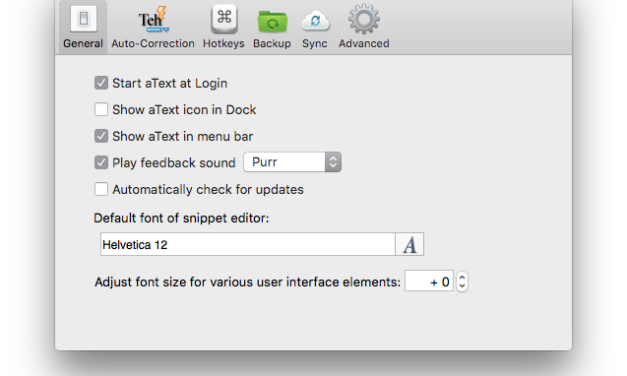 Teh
General Auto-Correction Hotkeys Backup Sync Advanced
Start aText at Login
Show aText icon in Dock
Show aText in menu bar
Play feedback sound Purr
Automatically check for updates
Default font of snippet editor:
Helvetica 12 A
Adjust font size for various user interface elements: + 0